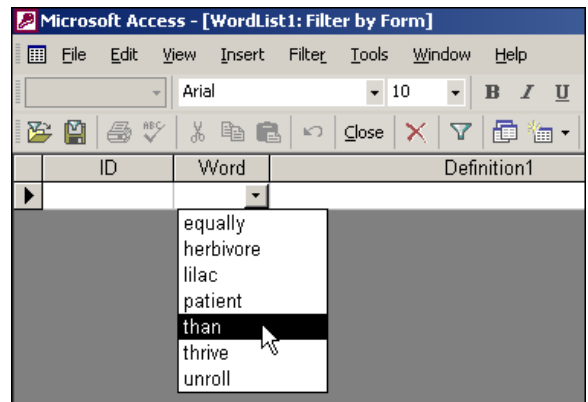 Microsoft Access - [WordList1: Filter by Form]
File Edit View Insert Filter Tools Window Help
Arial 10 B I U
ABC Close
ID Word Definition1
equally
herbivore
lilac
patient
than
thrive
unroll